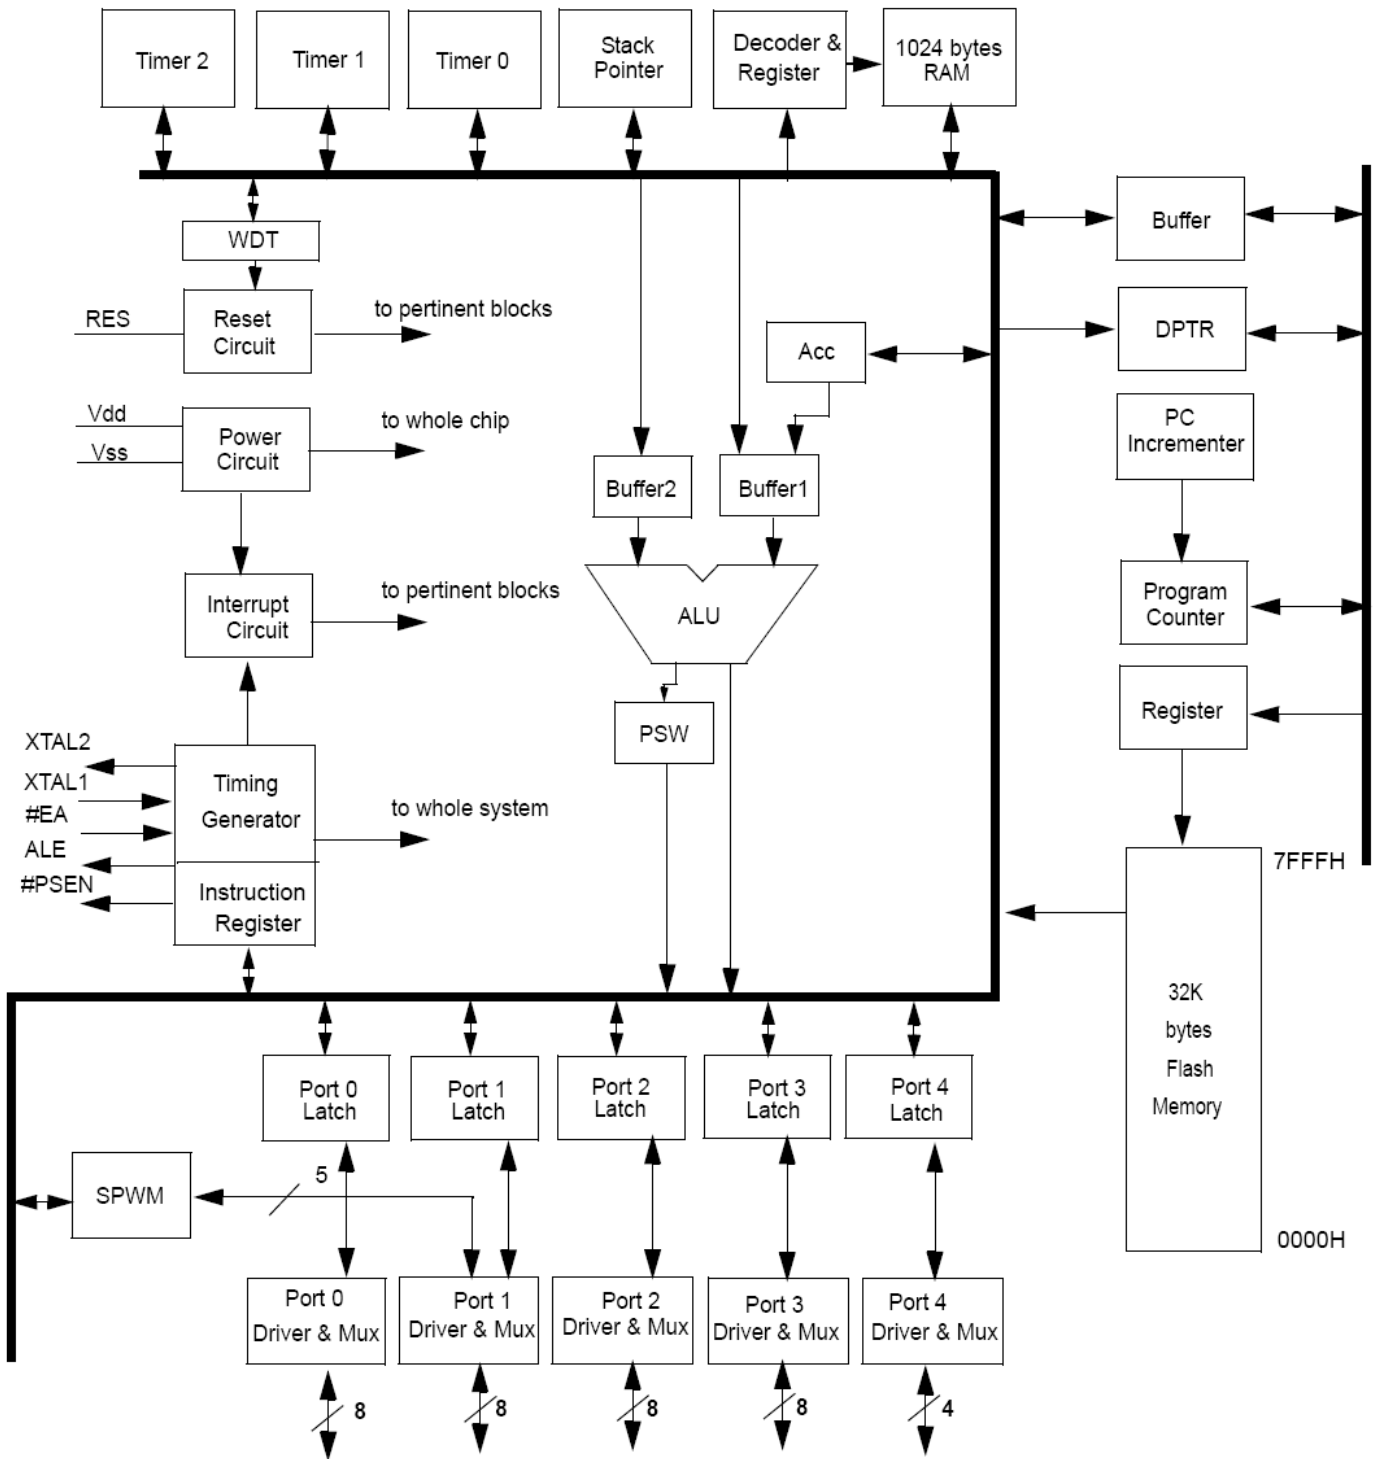 Timer 2
Timer 1
Timer 0
Stack
Pointer
Decoder &
Register
1024 bytes
RAM
WDT
Buffer
RES
Reset
Circuit
to pertinent blocks
DPTR
Acc
Vdd
Vss
Power
Circuit
to whole chip
PC
Incrementer
Buffer2
Buffer1
Interrupt
Circuit
to pertinent blocks
ALU
Program
Counter
Register
PSW
XTAL2
XTAL1
#EA
ALE
#PSEN
Timing
Generator
to whole system
Instruction
Register
7FFFH
32K
bytes
Flash
Memory
0000H
Port 0
Latch
Port 1
Latch
Port 2
Latch
Port 3
Latch
Port 4
Latch
SPWM
5
Port 0
Driver & Mux
Port 1
Driver & Mux
Port 2
Driver & Mux
Port 3
Driver & Mux
Port 4
Driver & Mux
8
8
8
8
4